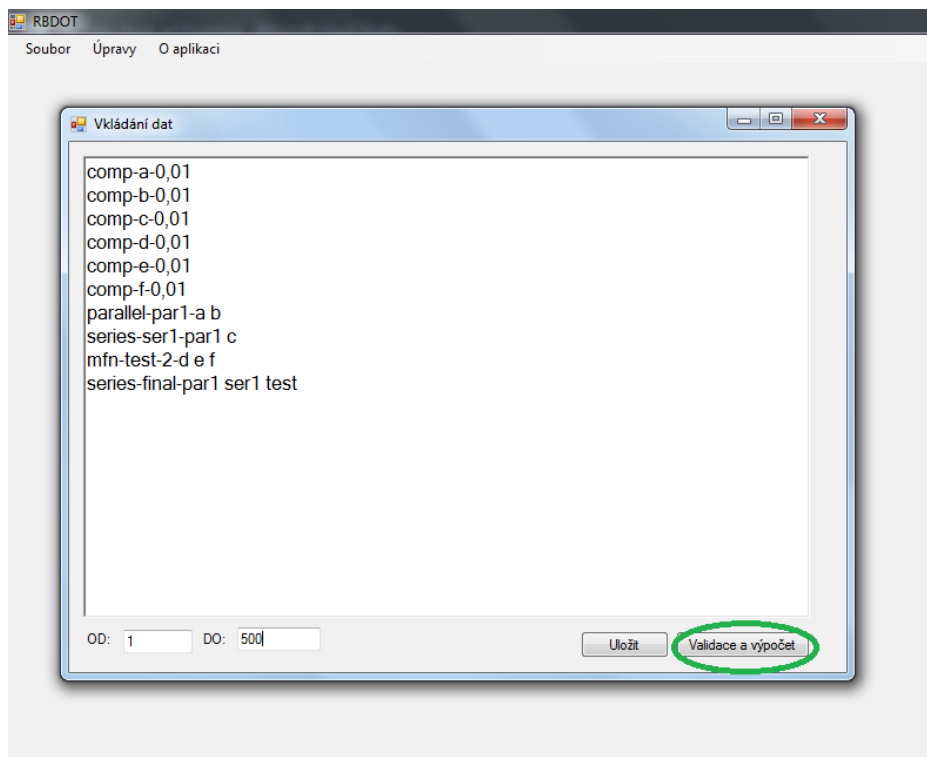 RBDOT
Soubor Úpravy O aplikaci
Vkládání dat
comp-a-0,01
comp-b-0,01
comp-c-0,01
comp-d-0,01
comp-e-0,01
comp-f-0,01
parallel-par1-a b
series-ser1-par1 c
mfn-test-2-d e f
series-final-par1 ser1 test
OD: 1 DO: 500 Uložit Validace a výpočet